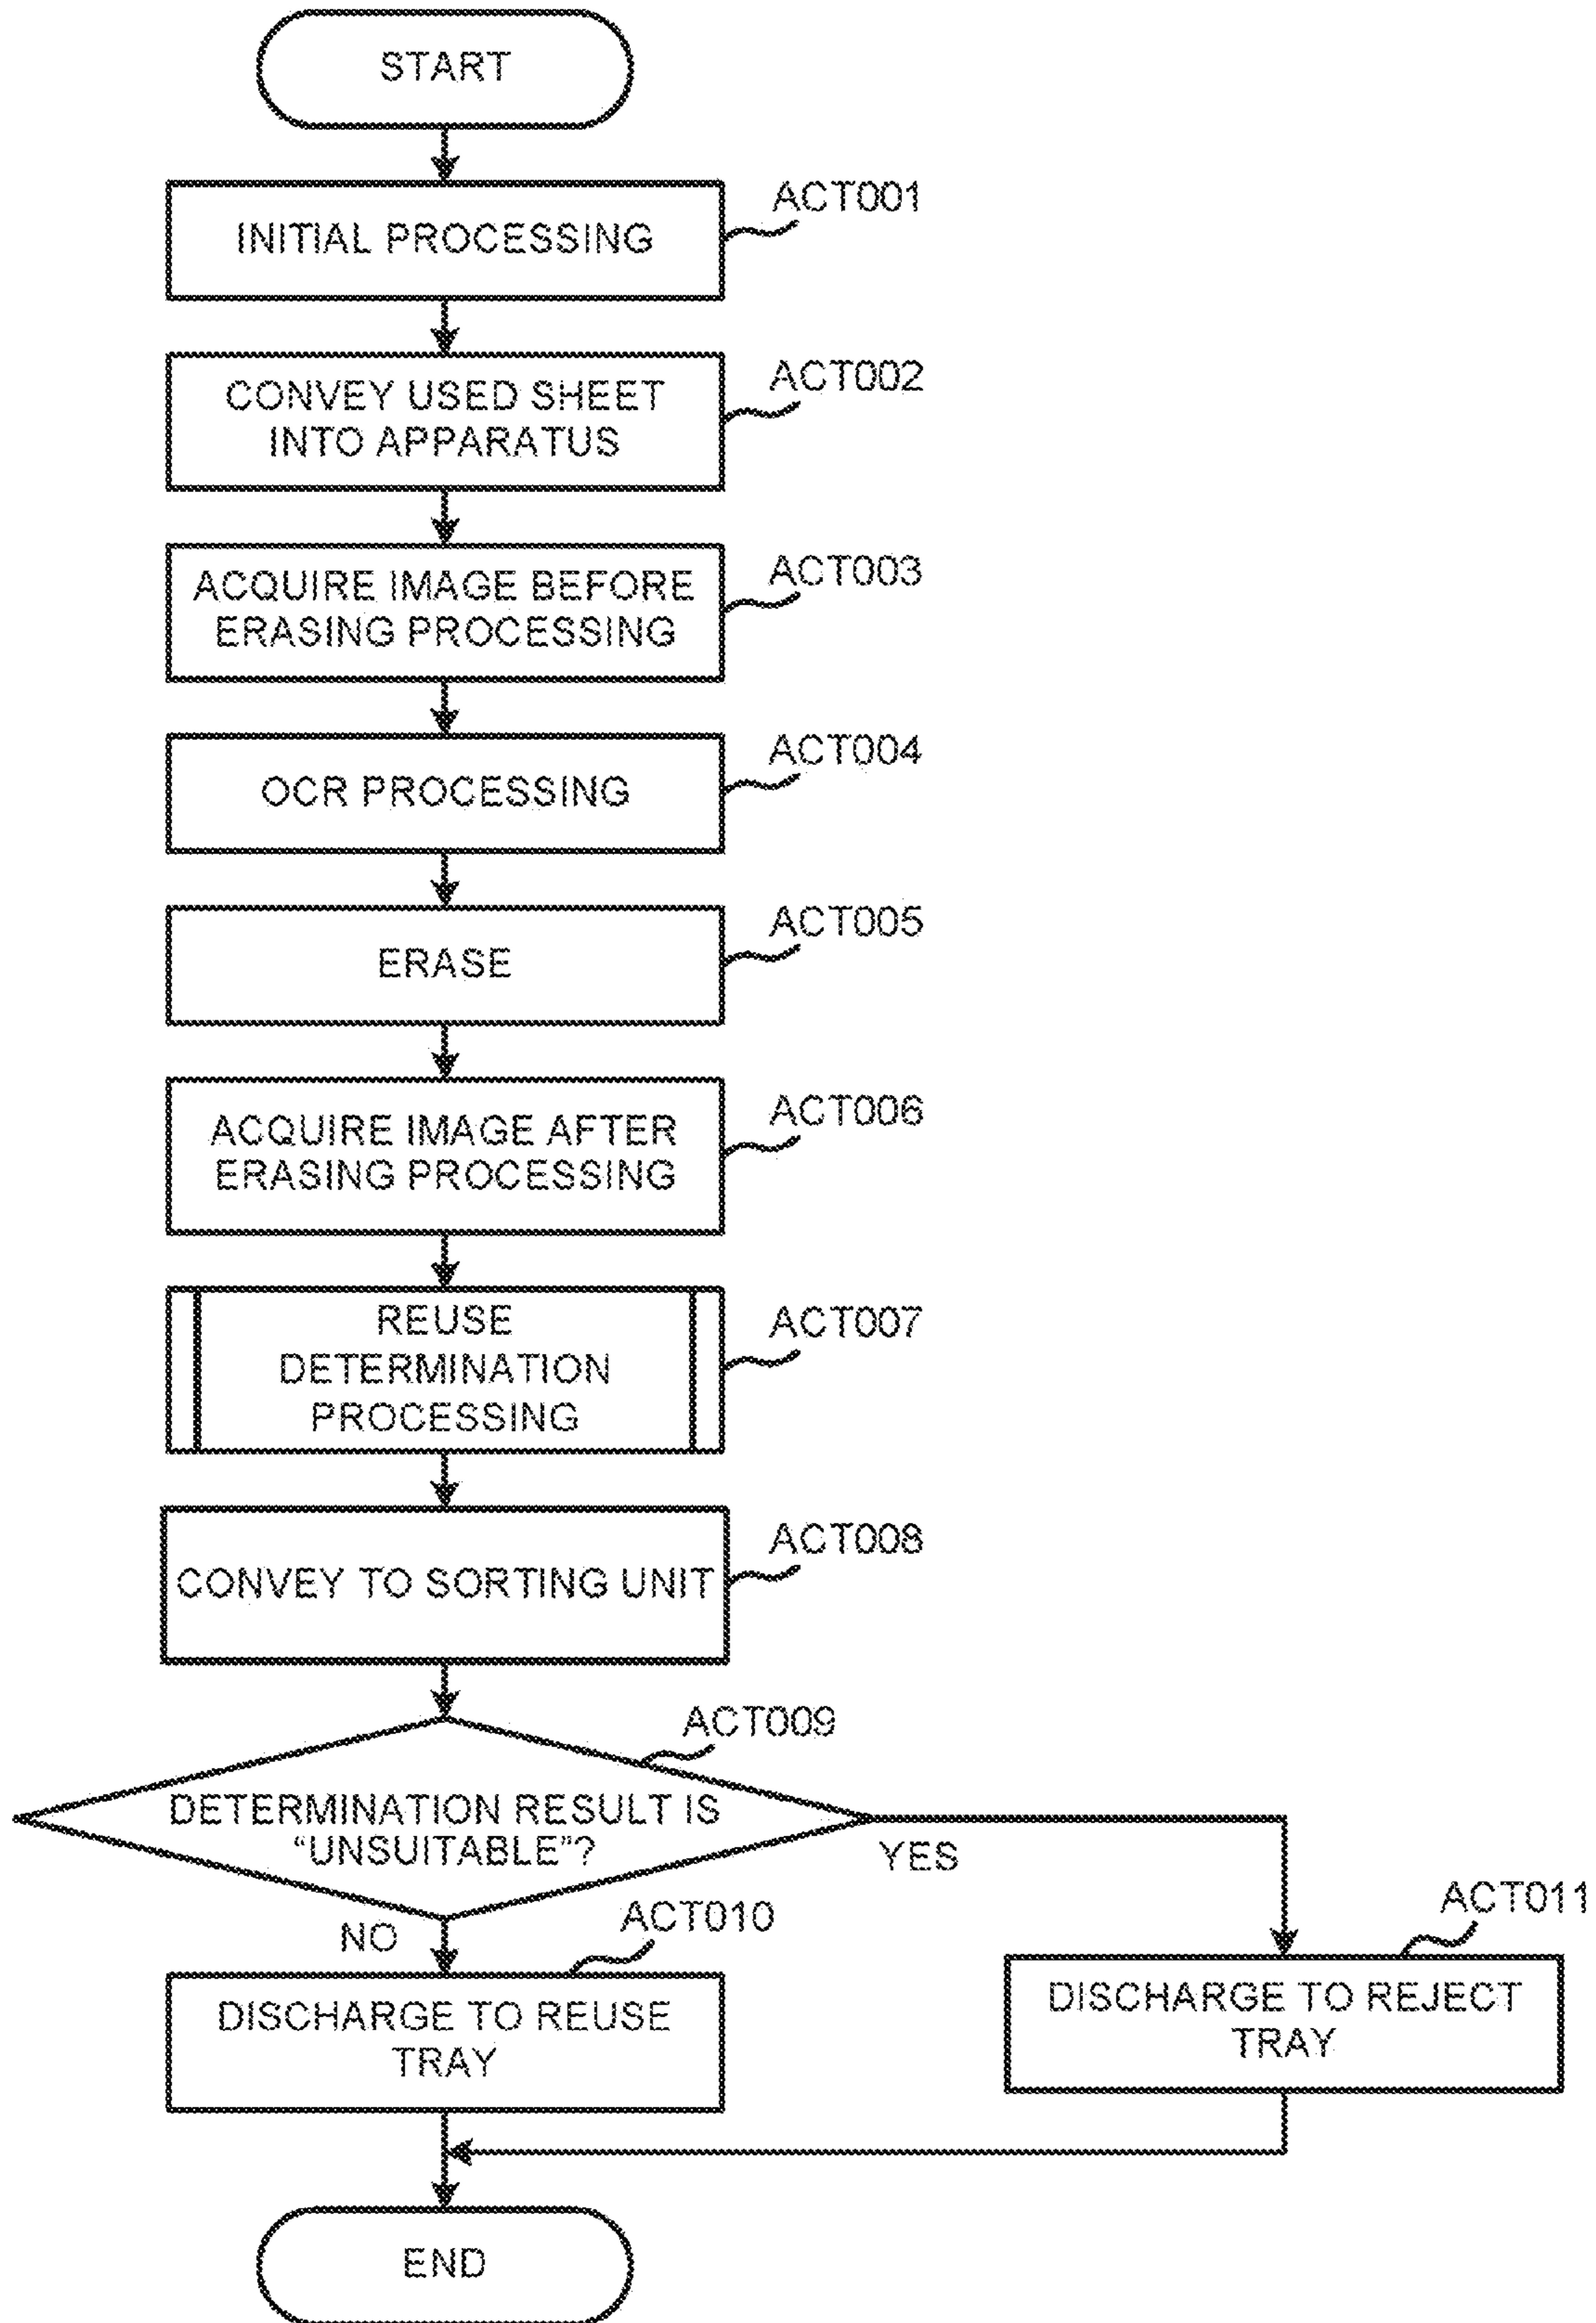 START
ACT001
INITIAL PROCESSING
ACT002
CONVEY USED SHEET
INTO APPARATUS
ACT003
ACQUIRE IMAGE BEFORE
ERASING PROCESSING
ACT004
OCR PROCESSING
ACT005
ERASE
ACT006
ACQUIRE IMAGE AFTER
ERASING PROCESSING
ACT007
REUSE
DETERMINATION
PROCESSING
ACT008
CONVEY TO SORTING UNIT
ACT009
DETERMINATION RESULT IS
“UNSUITABLE”?
YES
NO
ACT010
DISCHARGE TO REUSE
TRAY
ACT011
DISCHARGE TO REJECT
TRAY
END